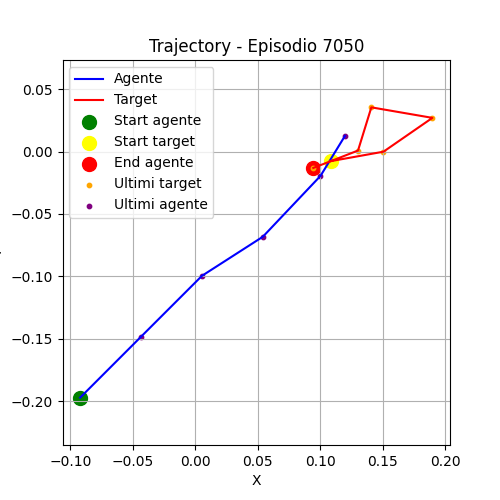 Trajectory - Episodio 7050
Agente
Target
Start agente
Start target
End agente
Ultimi target
Ultimi agente
0.05
0.00
−0.05
−0.10
−0.15
−0.20
−0.10
−0.05
0.00
0.05
0.10
0.15
0.20
X